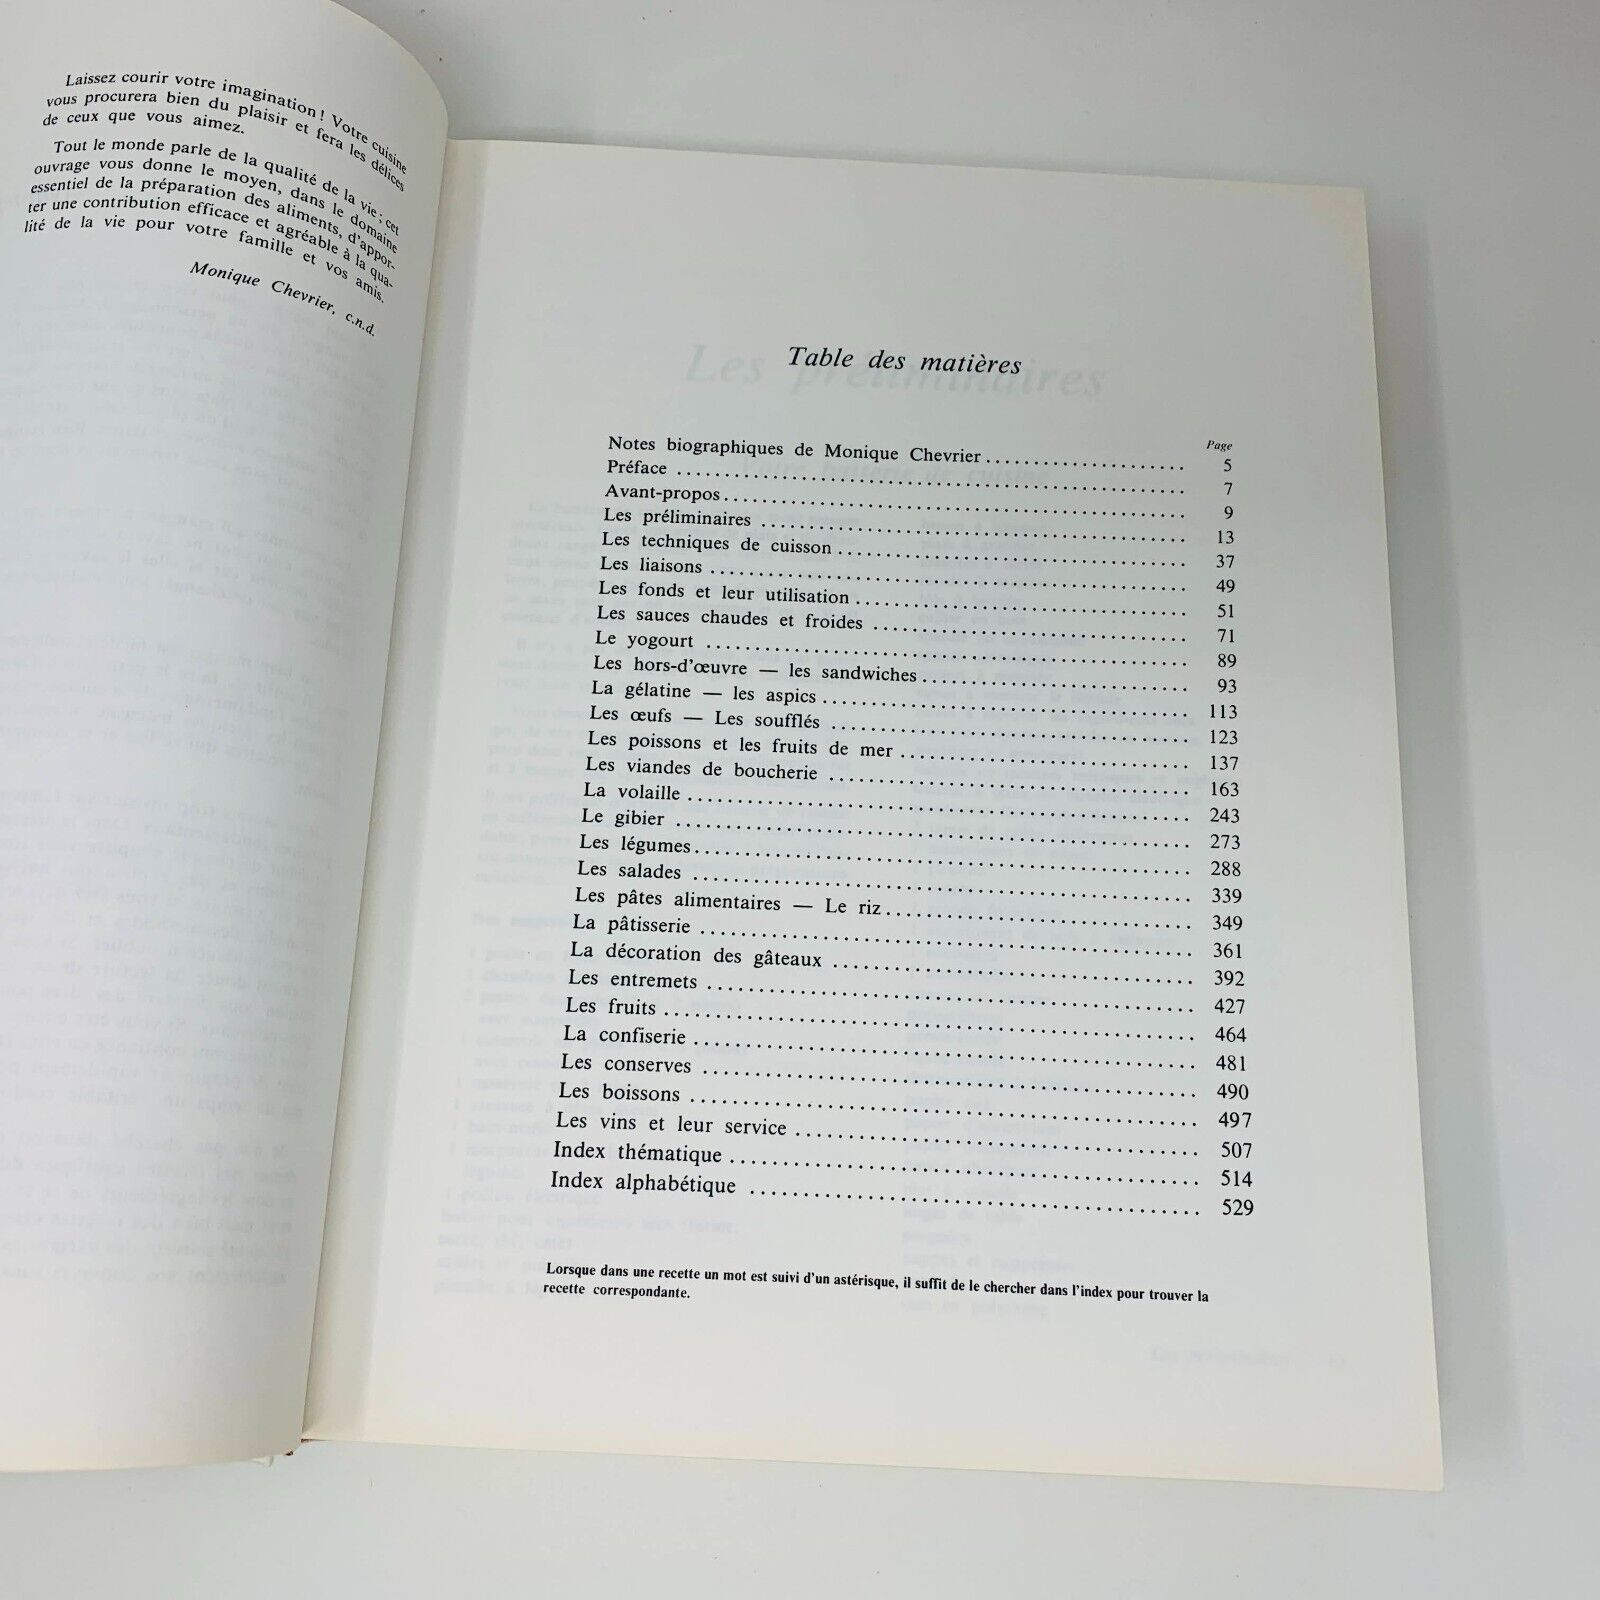 Laissez courir votre imagination ! Votre cuisine
vous procurera bien du plaisir et fera les délices
de ceux que vous aimez.
Tout le monde parle de la qualité de la vie ; cet
ouvrage vous donne le moyen, dans le domaine
essentiel de la préparation des aliments, d'appor-
ter une contribution efficace et agréable à la qua-
lité de la vie pour votre famille et vos amis.
Monique Chevrier, c.n.d.
Table des matières
Page
Notes biographiques de Monique Chevrier ..................... 5
Préface ..................... 7
Avant-propos ..................... 9
Les préliminaires ..................... 13
Les techniques de cuisson ..................... 37
Les liaisons ..................... 49
Les fonds et leur utilisation ..................... 51
Les sauces chaudes et froides ..................... 71
Le yogourt ..................... 89
Les hors-d'œuvre — les sandwiches ..................... 93
La gélatine — les aspics ..................... 113
Les œufs — Les soufflés ..................... 123
Les poissons et les fruits de mer ..................... 137
Les viandes de boucherie ..................... 163
La volaille ..................... 243
Le gibier ..................... 273
Les légumes ..................... 288
Les salades ..................... 339
Les pâtes alimentaires — Le riz ..................... 349
La pâtisserie ..................... 361
La décoration des gâteaux ..................... 392
Les entremets ..................... 427
Les fruits ..................... 464
La confiserie ..................... 481
Les conserves ..................... 490
Les boissons ..................... 497
Les vins et leur service ..................... 507
Index thématique ..................... 514
Index alphabétique ..................... 529
Lorsque dans une recette un mot est suivi d'un astérisque, il suffit de le chercher dans l'index pour trouver la
recette correspondante.